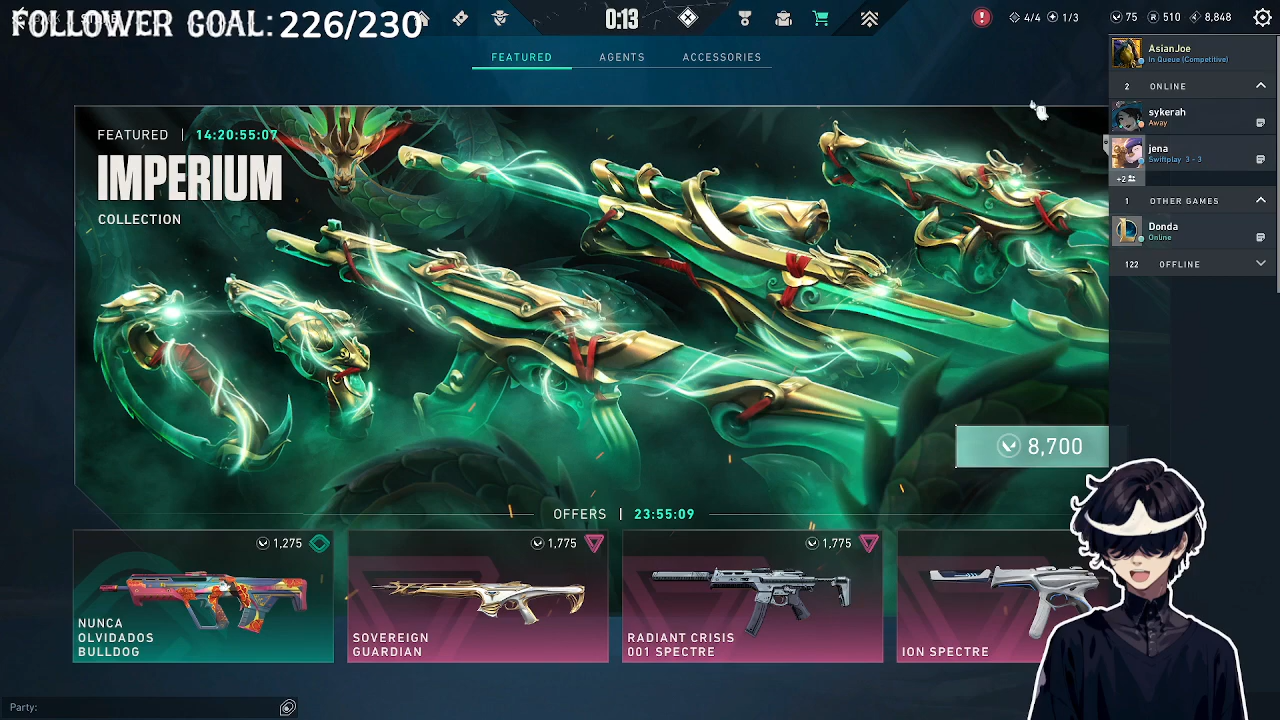 FOLLOWER GOAL: 226/230
0:13
4/4 1/3
75 510 8,848
FEATURED AGENTS ACCESSORIES
FEATURED | 14:20:55:07
IMPERIUM
COLLECTION
8,700
AsianJoe
In Queue (Competitive)
2 ONLINE
sykerah
Away
jena
Swiftplay 3 - 3
+2
1 OTHER GAMES
Donda
Online
122 OFFLINE
OFFERS | 23:55:09
1,275
NUNCA
OLVIDADOS
BULLDOG
1,775
SOVEREIGN
GUARDIAN
1,775
RADIANT CRISIS
001 SPECTRE
ION SPECTRE
Party: